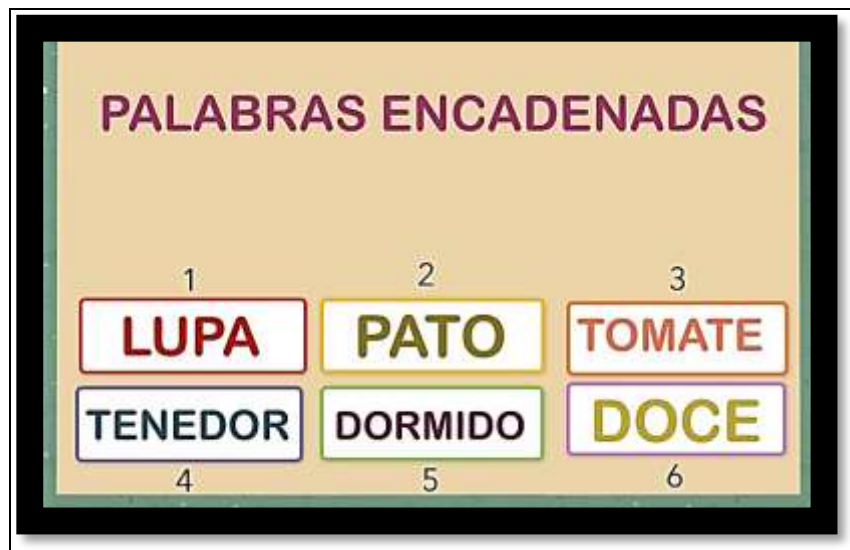 PALABRAS ENCADENADAS
1 2 3
LUPA PATO TOMATE
TENEDOR DORMIDO DOCE
4 5 6